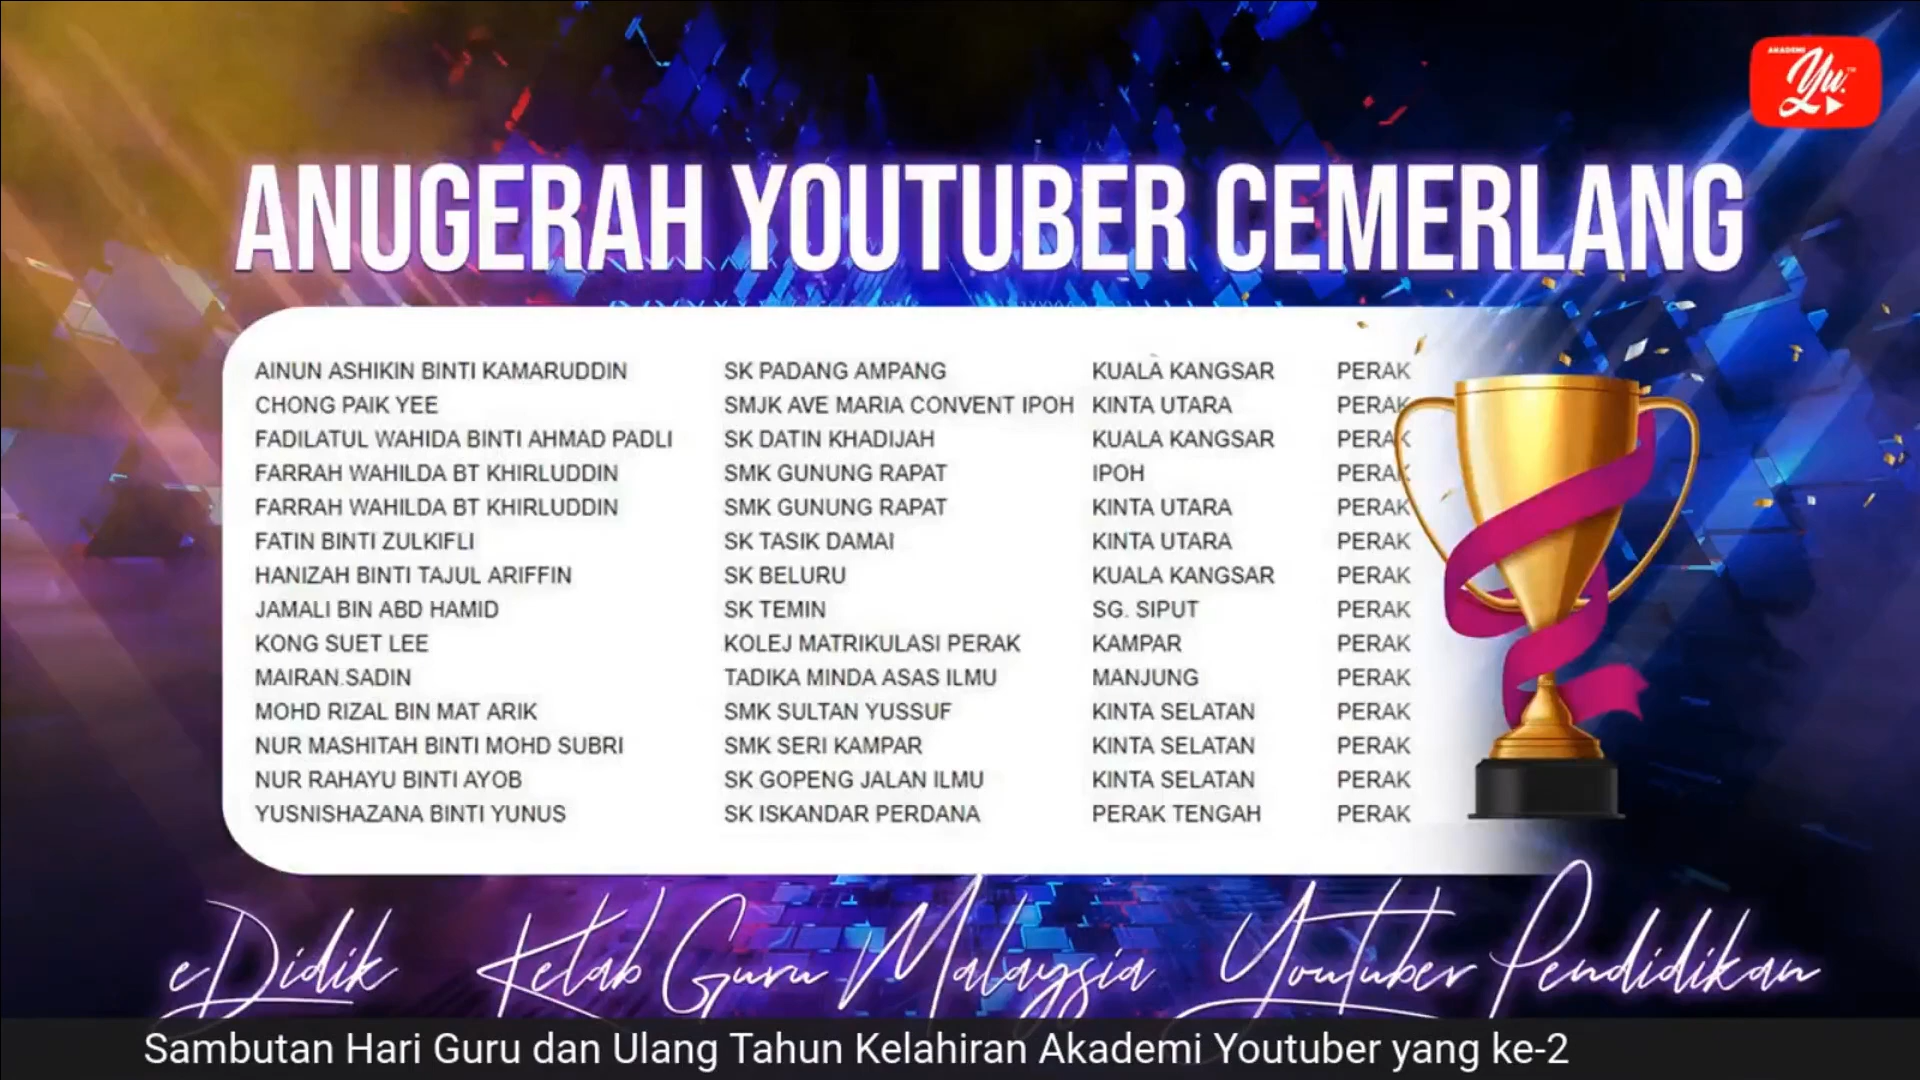 AKADEMI
Yu.
ANUGERAH YOUTUBER CEMERLANG
AINUN ASHIKIN BINTI KAMARUDDIN SK PADANG AMPANG KUALA KANGSAR PERAK
CHONG PAIK YEE SMJK AVE MARIA CONVENT IPOH KINTA UTARA PERAK
FADILATUL WAHIDA BINTI AHMAD PADLI SK DATIN KHADIJAH KUALA KANGSAR PERAK
FARRAH WAHILDA BT KHIRLUDDIN SMK GUNUNG RAPAT IPOH PERAK
FARRAH WAHILDA BT KHIRLUDDIN SMK GUNUNG RAPAT KINTA UTARA PERAK
FATIN BINTI ZULKIFLI SK TASIK DAMAI KINTA UTARA PERAK
HANIZAH BINTI TAJUL ARIFFIN SK BELURU KUALA KANGSAR PERAK
JAMALI BIN ABD HAMID SK TEMIN SG. SIPUT PERAK
KONG SUET LEE KOLEJ MATRIKULASI PERAK KAMPAR PERAK
MAIRAN.SADIN TADIKA MINDA ASAS ILMU MANJUNG PERAK
MOHD RIZAL BIN MAT ARIK SMK SULTAN YUSSUF KINTA SELATAN PERAK
NUR MASHITAH BINTI MOHD SUBRI SMK SERI KAMPAR KINTA SELATAN PERAK
NUR RAHAYU BINTI AYOB SK GOPENG JALAN ILMU KINTA SELATAN PERAK
YUSNISHAZANA BINTI YUNUS SK ISKANDAR PERDANA PERAK TENGAH PERAK
eDidik Kelab Guru Malaysia Youtuber Pendidikan
Sambutan Hari Guru dan Ulang Tahun Kelahiran Akademi Youtuber yang ke-2